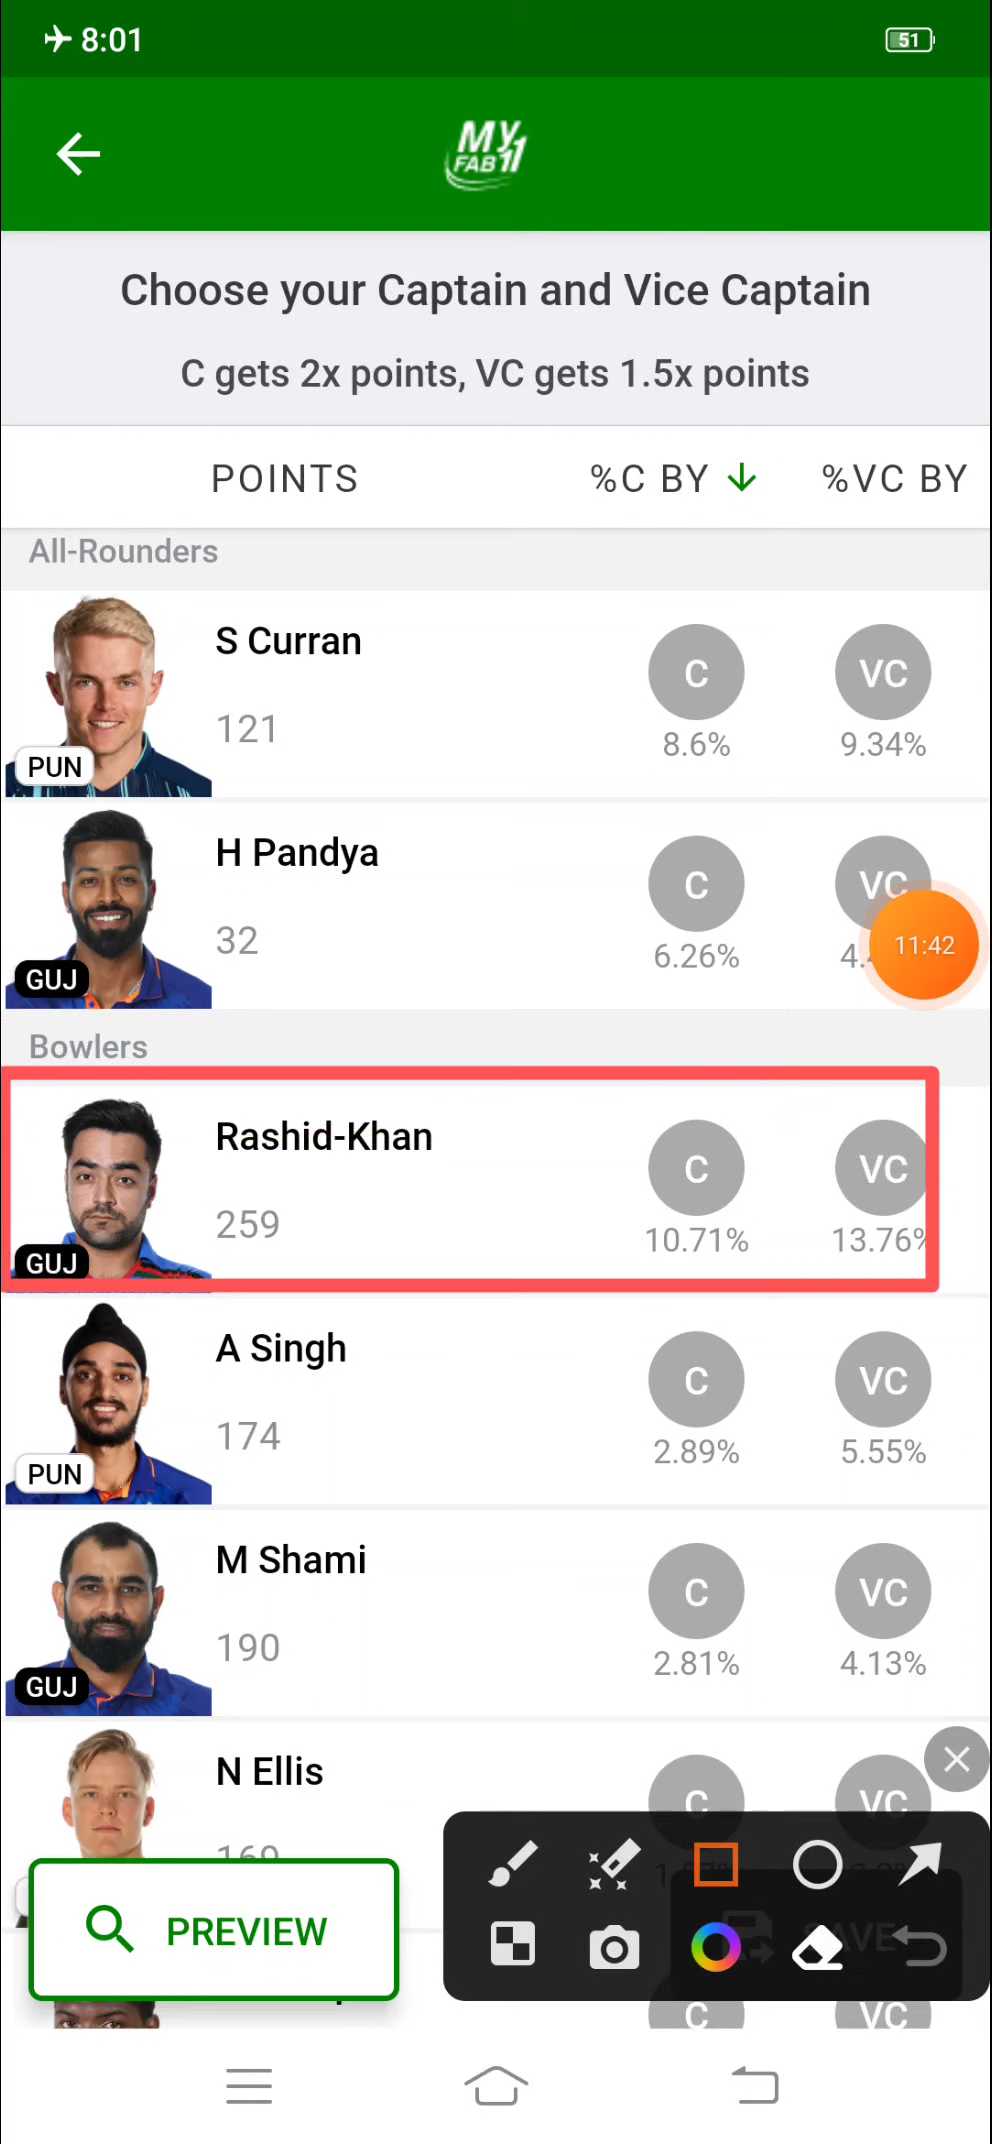 8:01
51
MY
FAB11
Choose your Captain and Vice Captain
C gets 2x points, VC gets 1.5x points
POINTS %C BY %VC BY
All-Rounders
S Curran
C VC
121
8.6% 9.34%
PUN
H Pandya
C VC
32
6.26% 4.
11:42
GUJ
Bowlers
Rashid-Khan
C VC
259
10.71% 13.76%
GUJ
A Singh
C VC
174
2.89% 5.55%
PUN
M Shami
C VC
190
2.81% 4.13%
GUJ
N Ellis
C VC
169
PREVIEW
SAVE
C VC